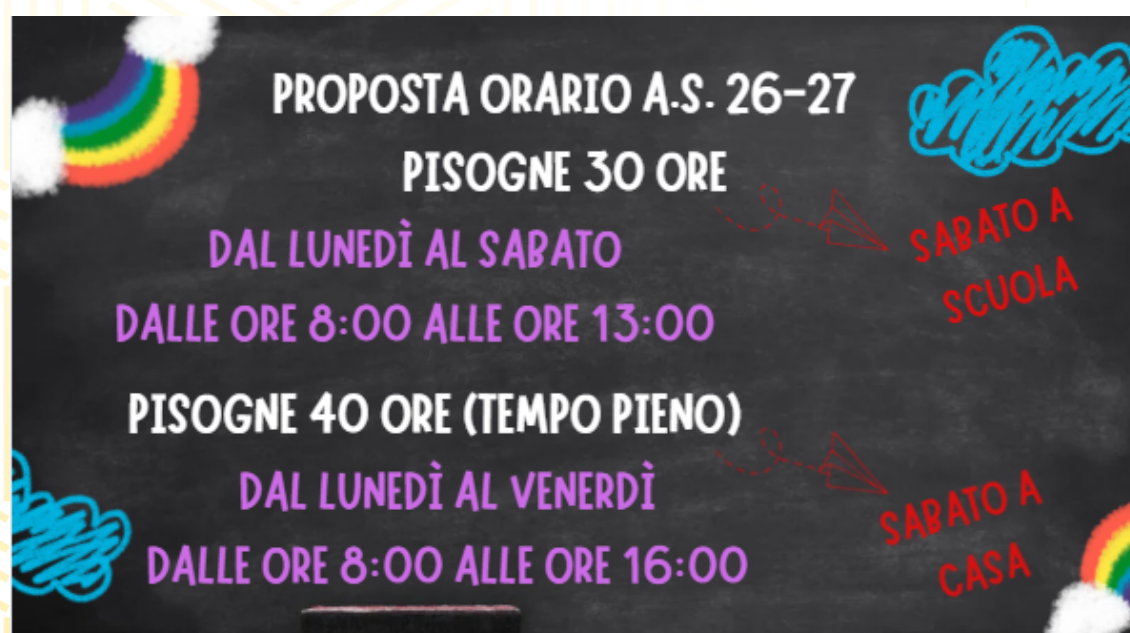 PROPOSTA ORARIO A.S. 26-27
PISOGNE 30 ORE
DAL LUNEDÌ AL SABATO
DALLE ORE 8:00 ALLE ORE 13:00
SABATO A
SCUOLA
PISOGNE 40 ORE (TEMPO PIENO)
DAL LUNEDÌ AL VENERDÌ
DALLE ORE 8:00 ALLE ORE 16:00
SABATO A
CASA